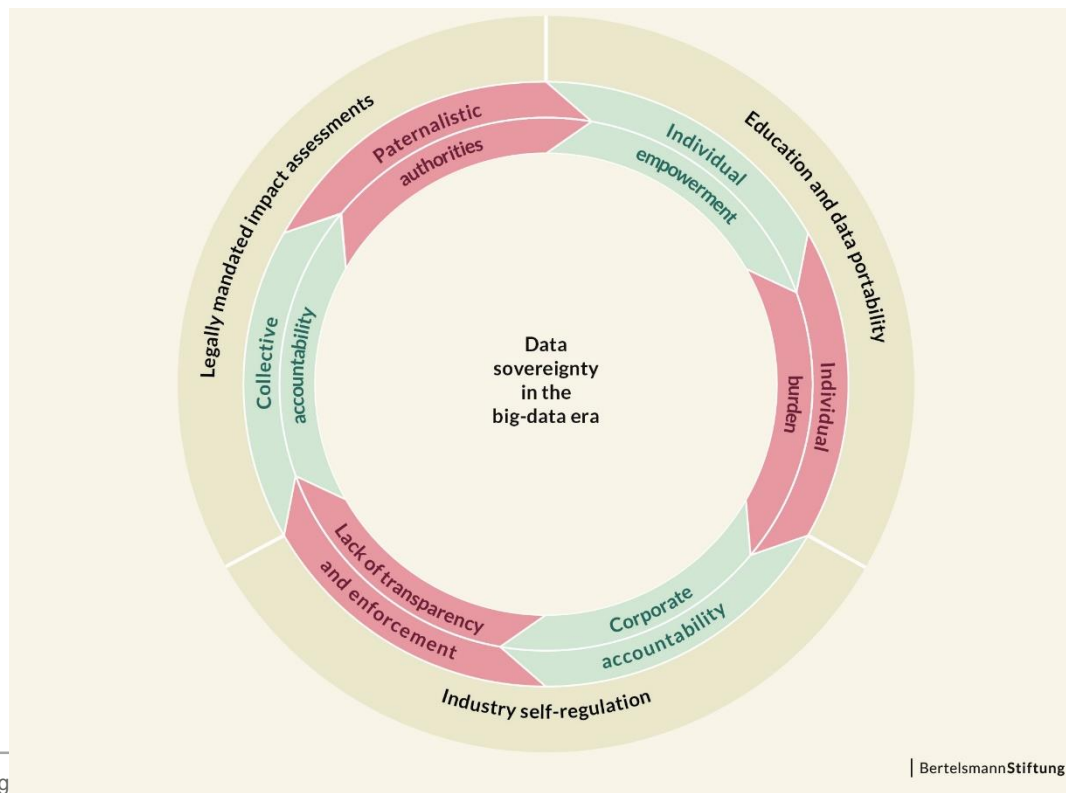 Legally mandated impact assessments
Education and data portability
Industry self-regulation
Paternalistic
authorities
Individual
empowerment
Individual
burden
Corporate
accountability
Lack of transparency
and enforcement
Collective
accountability
Data
sovereignty
in the
big-data era
BertelsmannStiftung
g